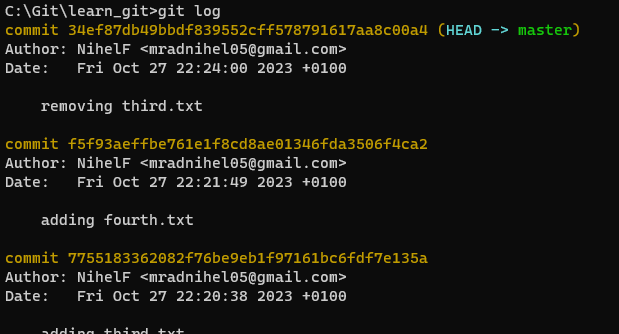 C:\Git\learn_git>git log
commit 34ef87db49bbdf839552cff578791617aa8c00a4 (HEAD -> master)
Author: NihelF <mradnihel05@gmail.com>
Date:   Fri Oct 27 22:24:00 2023 +0100
removing third.txt
commit f5f93aeffbe761e1f8cd8ae01346fda3506f4ca2
Author: NihelF <mradnihel05@gmail.com>
Date:   Fri Oct 27 22:21:49 2023 +0100
adding fourth.txt
commit 7755183362082f76be9eb1f97161bc6fdf7e135a
Author: NihelF <mradnihel05@gmail.com>
Date:   Fri Oct 27 22:20:38 2023 +0100
adding third.txt